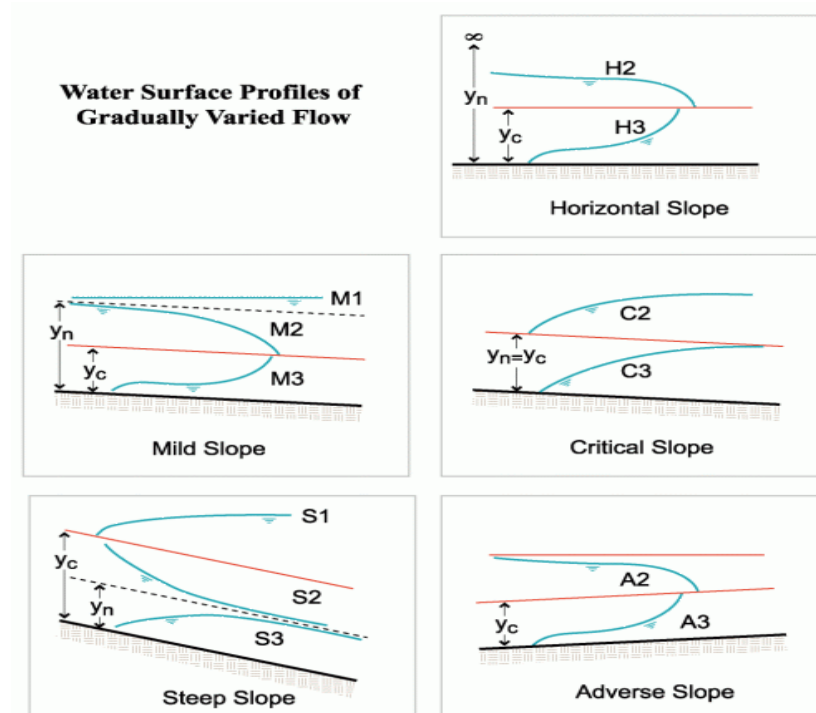 Water Surface Profiles of
Gradually Varied Flow
∞
yn
yc
H2
H3
Horizontal Slope
M1
yn
M2
yc
M3
Mild Slope
C2
yn=yc
C3
Critical Slope
S1
yc
yn
S2
S3
Steep Slope
A2
yc
A3
Adverse Slope